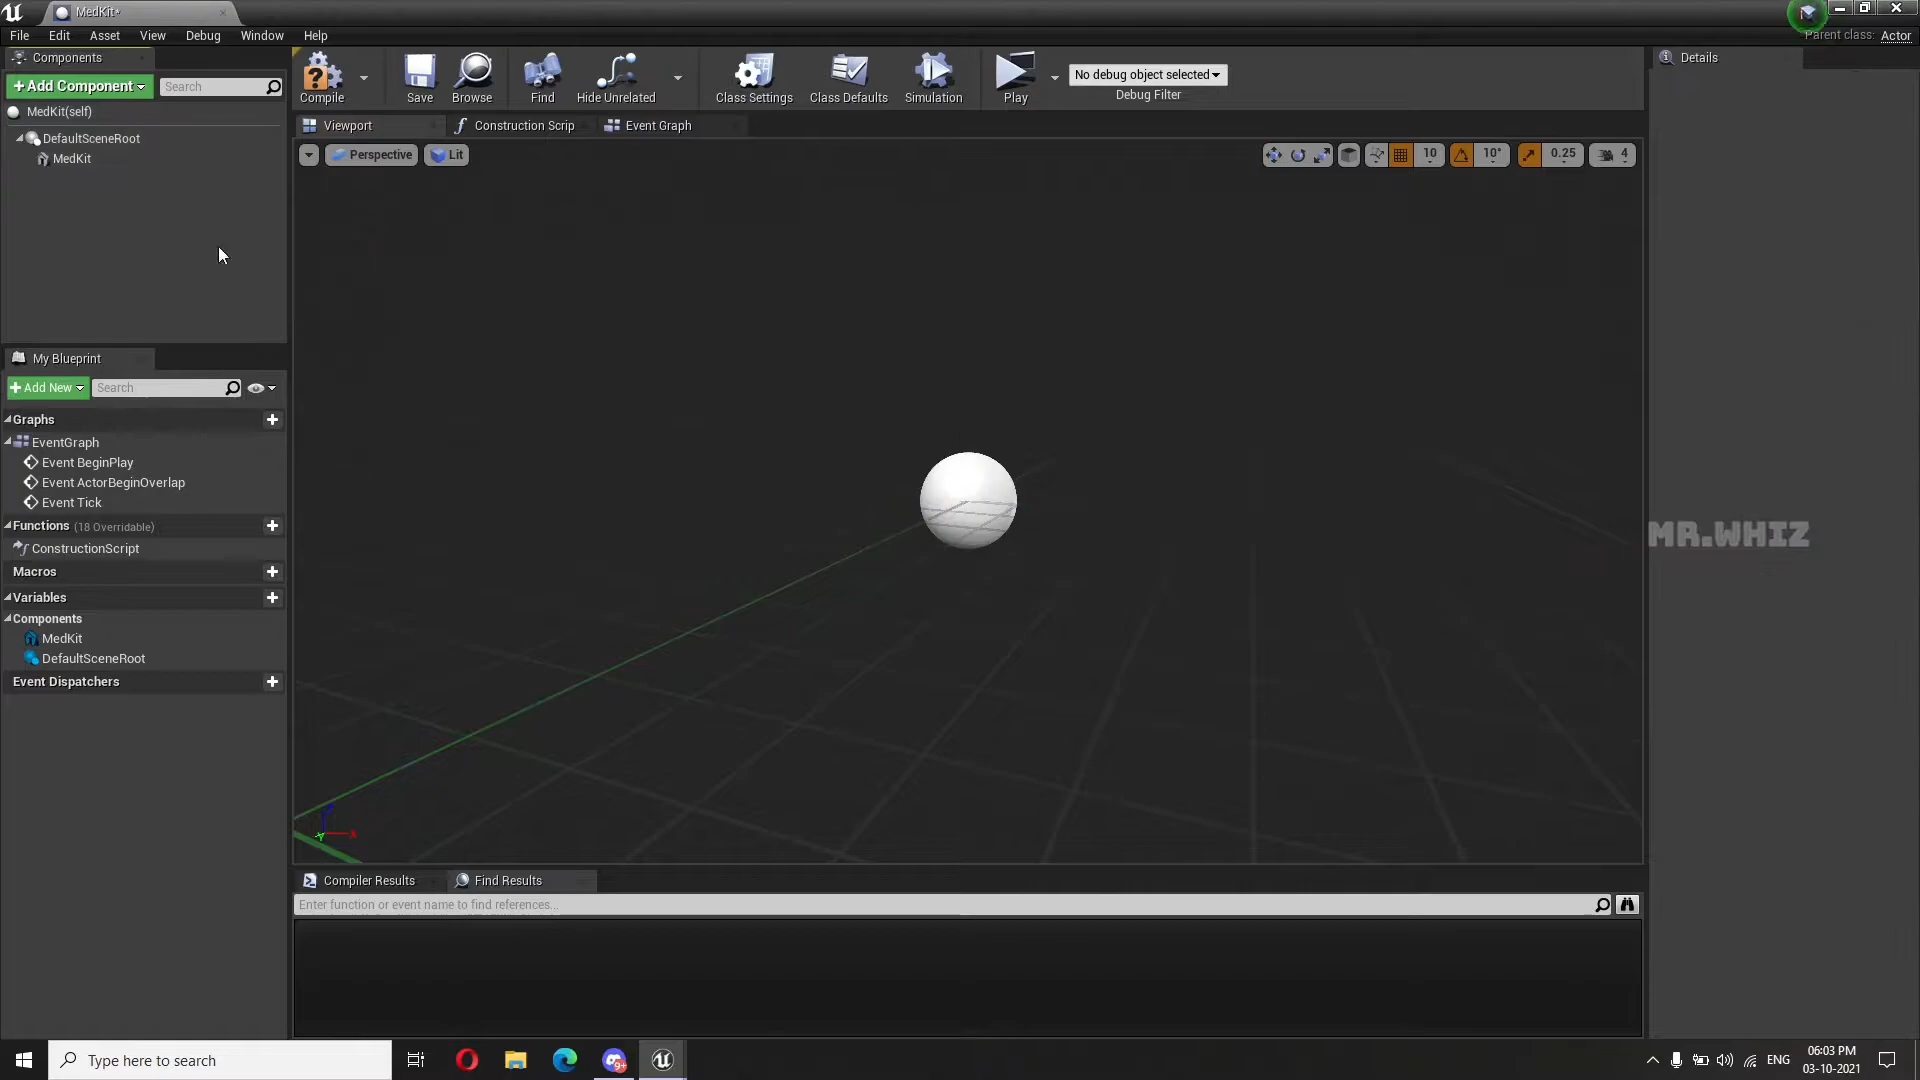 MedKit*
File Edit Asset View Debug Window Help
Parent class: Actor
Components
+ Add Component
Search
MedKit(self)
DefaultSceneRoot
MedKit
Compile
Save
Browse
Find
Hide Unrelated
Class Settings
Class Defaults
Simulation
Play
No debug object selected
Debug Filter
Details
Viewport
Construction Scrip
Event Graph
Perspective
Lit
10
10°
0.25
4
My Blueprint
+ Add New
Search
Graphs
EventGraph
Event BeginPlay
Event ActorBeginOverlap
Event Tick
Functions (18 Overridable)
ConstructionScript
Macros
Variables
Components
MedKit
DefaultSceneRoot
Event Dispatchers
MR.WHIZ
X
Compiler Results
Find Results
Enter function or event name to find references...
Type here to search
9+
ENG
06:03 PM
03-10-2021